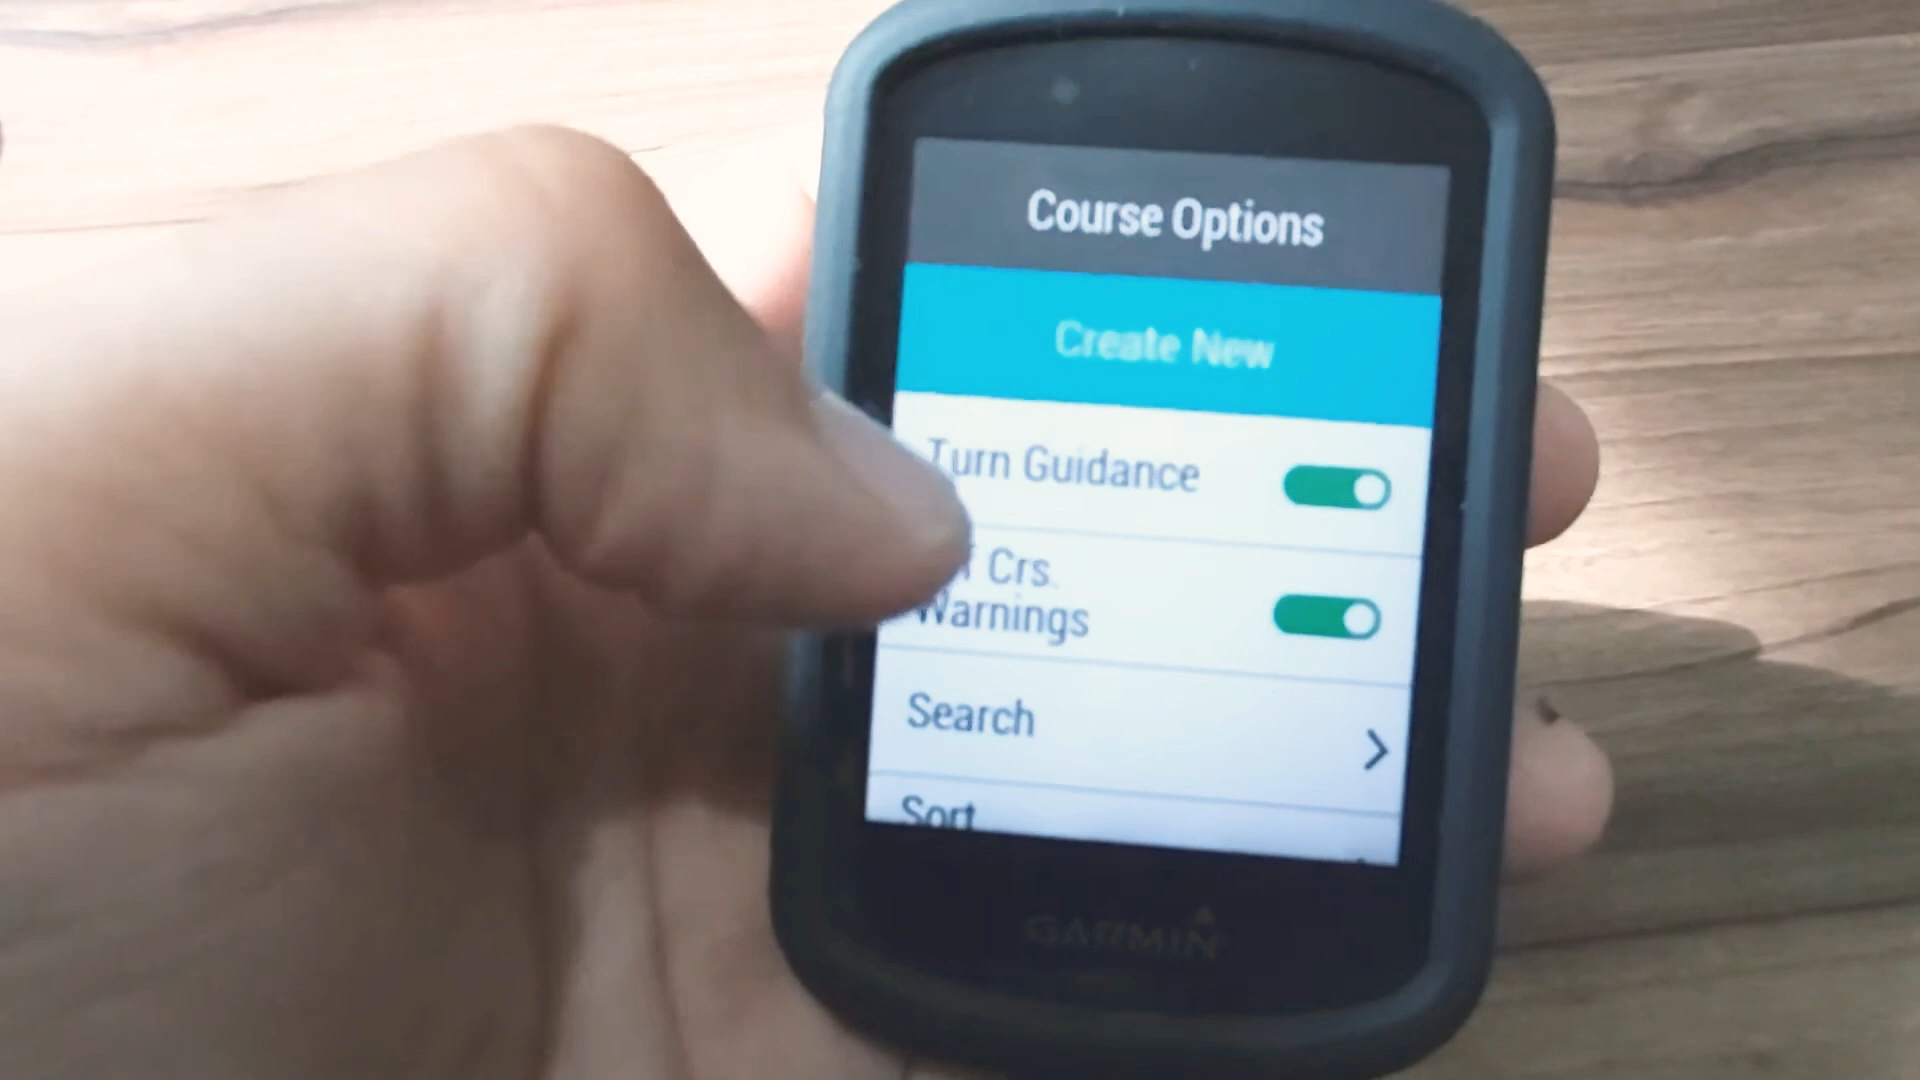 Course Options
Create New
Turn Guidance
Crs.
Warnings
Search
Sort
GARMIN